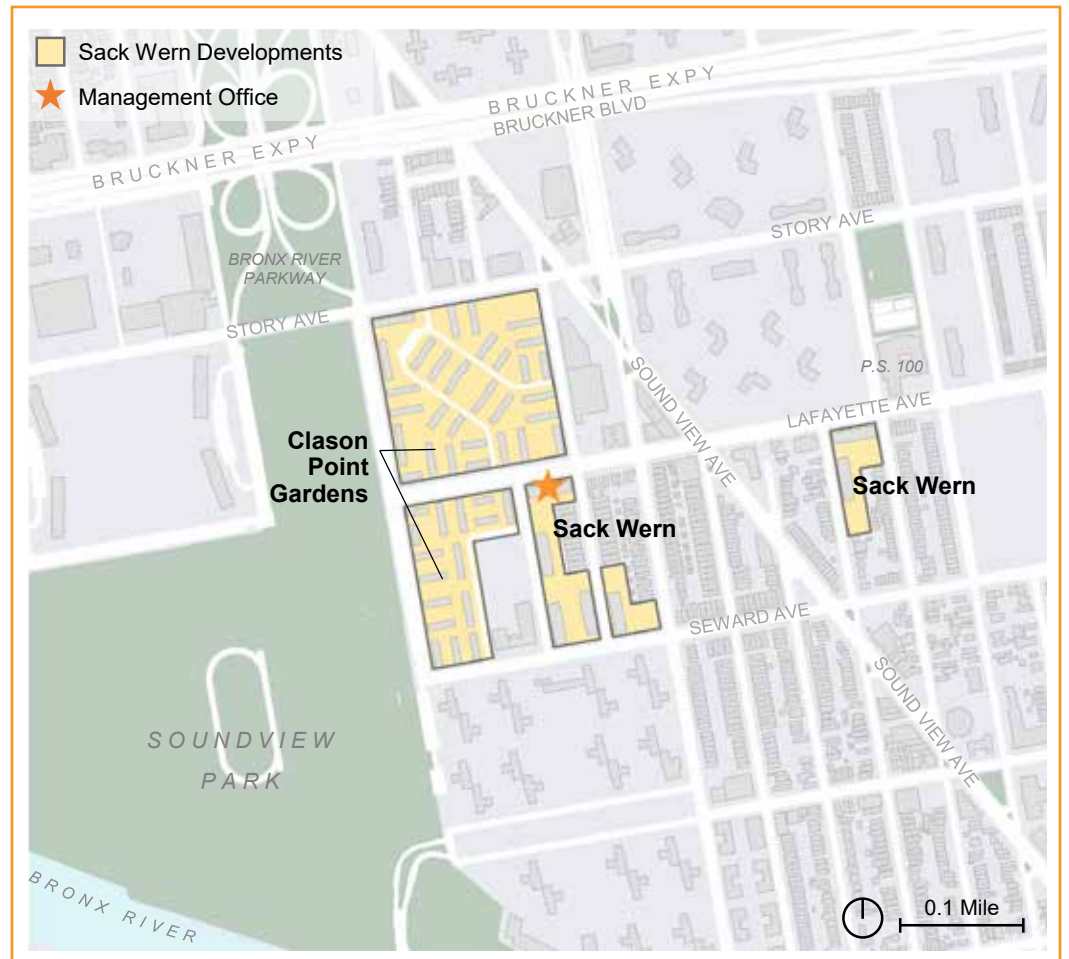 Sack Wern Developments
Management Office
BRUCKNER EXPY
BRUCKNER BLVD
BRUCKNER EXPY
STORY AVE
BRONX RIVER
PARKWAY
STORY AVE
P.S. 100
SOUND VIEW AVE
LAFAYETTE AVE
Clason
Point
Gardens
Sack Wern
Sack Wern
SEWARD AVE
SOUND VIEW AVE
SOUNDVIEW
PARK
BRONX RIVER
0.1 Mile